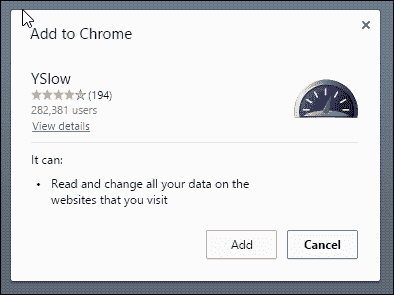 Add to Chrome
YSlow
(194)
282,381 users
View details
It can:
• Read and change all your data on the
websites that you visit
Add
Cancel